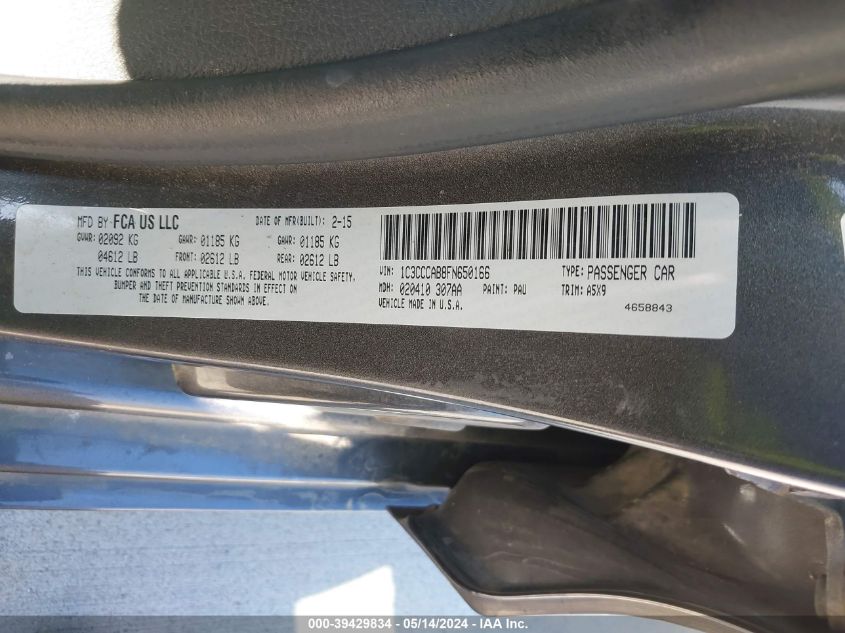 MFD BY FCA US LLC DATE OF MFR(BUILT): 2-15
GVWR: 02092 KG GAWR: 01185 KG GAWR: 01185 KG
04612 LB FRONT: 02612 LB REAR: 02612 LB
THIS VEHICLE CONFORMS TO ALL APPLICABLE U.S.A. FEDERAL MOTOR VEHICLE SAFETY,
BUMPER AND THEFT PREVENTION STANDARDS IN EFFECT ON
THE DATE OF MANUFACTURE SHOWN ABOVE.
VIN: 1C3CCCAB8FN650166 TYPE: PASSENGER CAR
MDH: 020410 307AA PAINT: PAU TRIM: A5X9
VEHICLE MADE IN U.S.A.
4658843
000-39429834 - 05/14/2024 - IAA Inc.